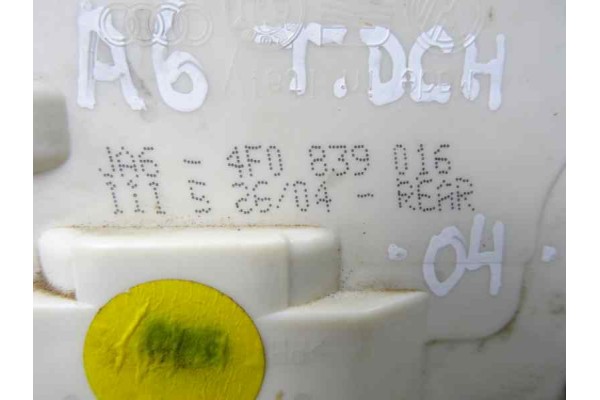 A6 T.DCH
JA6 - 4F0 839 016
111 5 26/04 - REAR
.04.